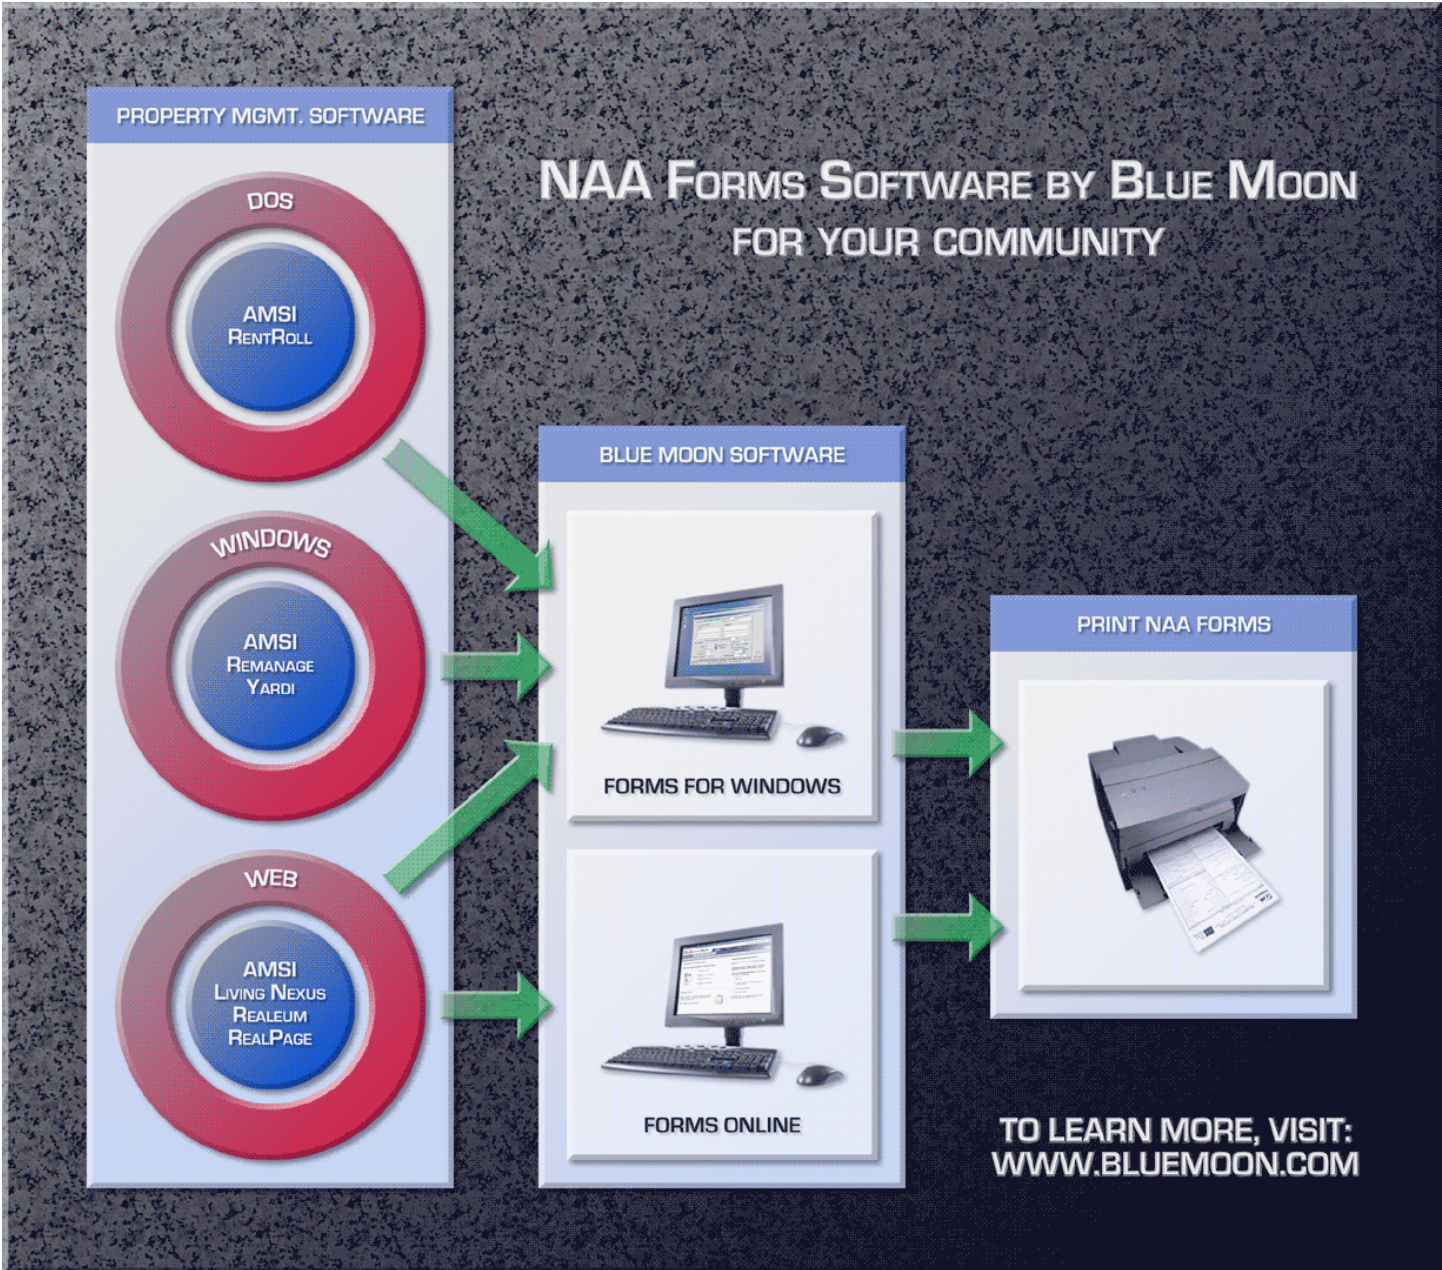 PROPERTY MGMT. SOFTWARE
NAA FORMS SOFTWARE BY BLUE MOON
FOR YOUR COMMUNITY
DOS
AMSI
RENTROLL
WINDOWS
AMSI
REMANAGE
YARDI
WEB
AMSI
LIVING NEXUS
REALEUM
REALPAGE
BLUE MOON SOFTWARE
FORMS FOR WINDOWS
FORMS ONLINE
PRINT NAA FORMS
TO LEARN MORE, VISIT:
WWW.BLUEMOON.COM